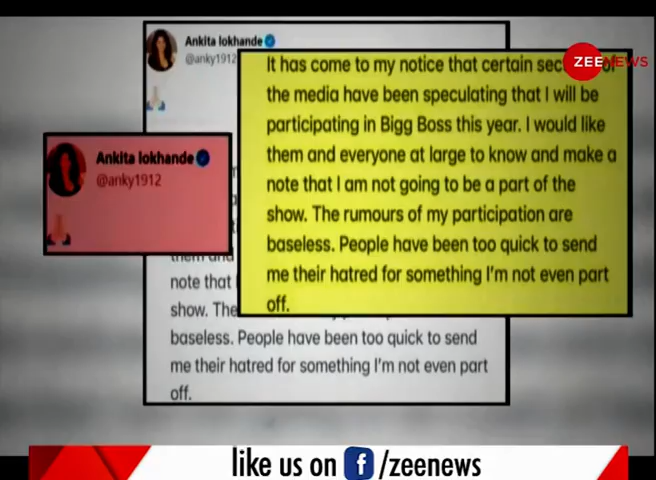 Ankita lokhande
@anky1912
ZEE NEWS
It has come to my notice that certain of
the media have been speculating that I will be
participating in Bigg Boss this year. I would like
them and everyone at large to know and make a
note that I am not going to be a part of the
show. The rumours of my participation are
baseless. People have been too quick to send
me their hatred for something I'm not even part
off.
Ankita lokhande
@anky1912
them and
note that I
show. The
baseless. People have been too quick to send
me their hatred for something I'm not even part
off.
like us on f /zeenews